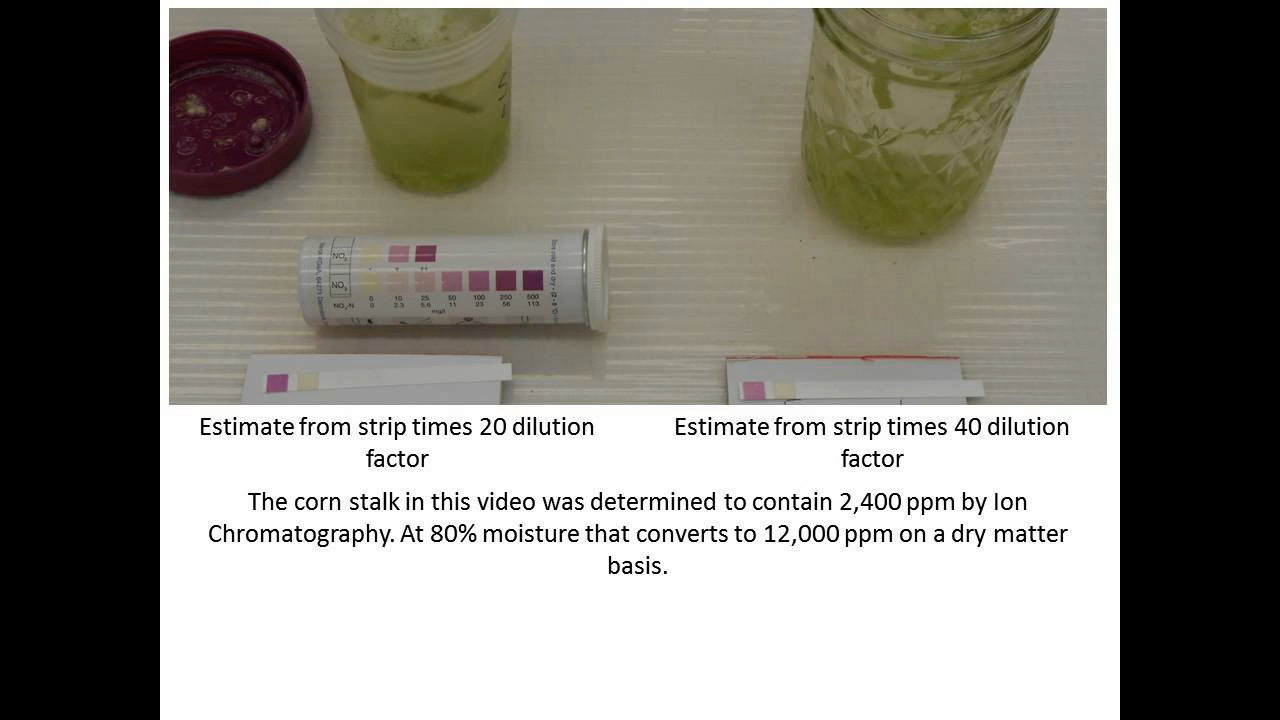 NO₂
- + ++
NO₃
0 10 25 50 100 250 500
NO₃-N 0 2.3 5.6 11 23 56 113
mg/l
Estimate from strip times 20 dilution
factor
Estimate from strip times 40 dilution
factor
The corn stalk in this video was determined to contain 2,400 ppm by Ion
Chromatography. At 80% moisture that converts to 12,000 ppm on a dry matter
basis.